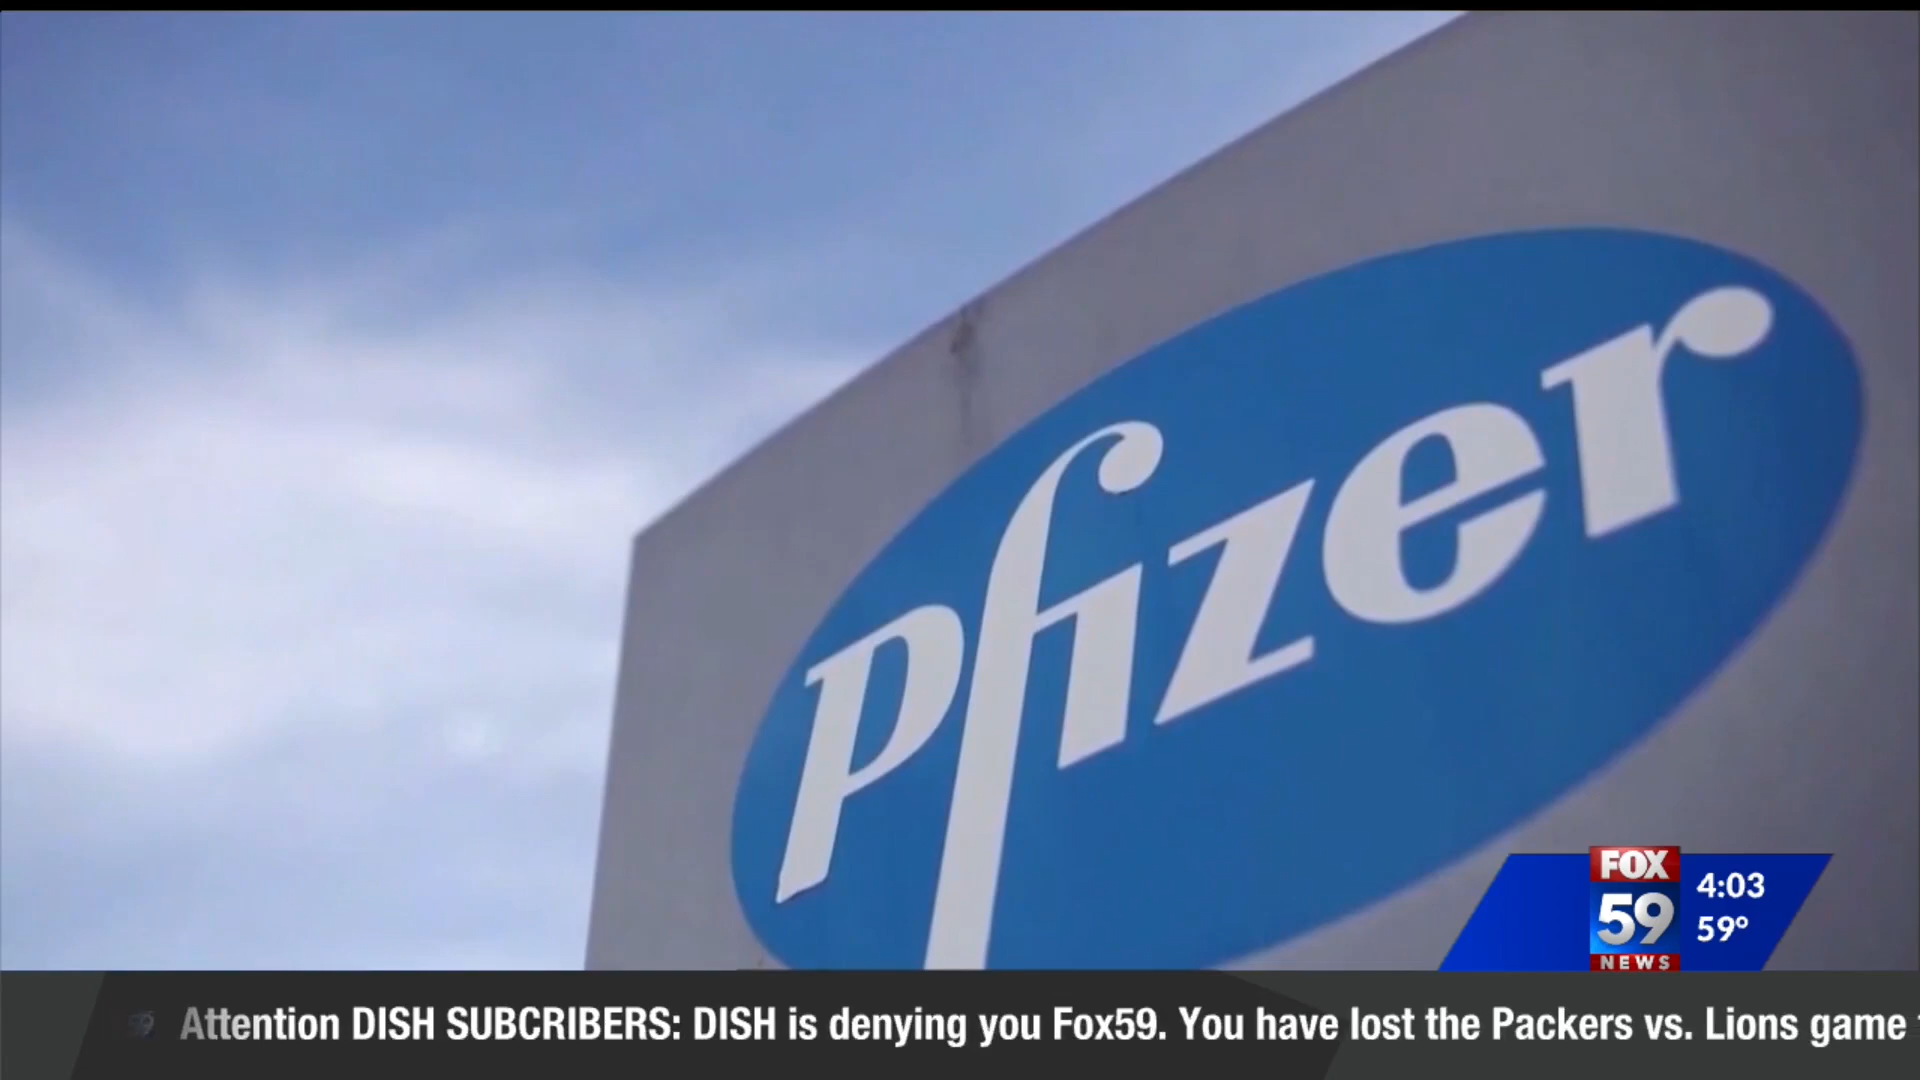 pfizer
FOX
59
NEWS
4:03
59°
Attention DISH SUBCRIBERS: DISH is denying you Fox59. You have lost the Packers vs. Lions game